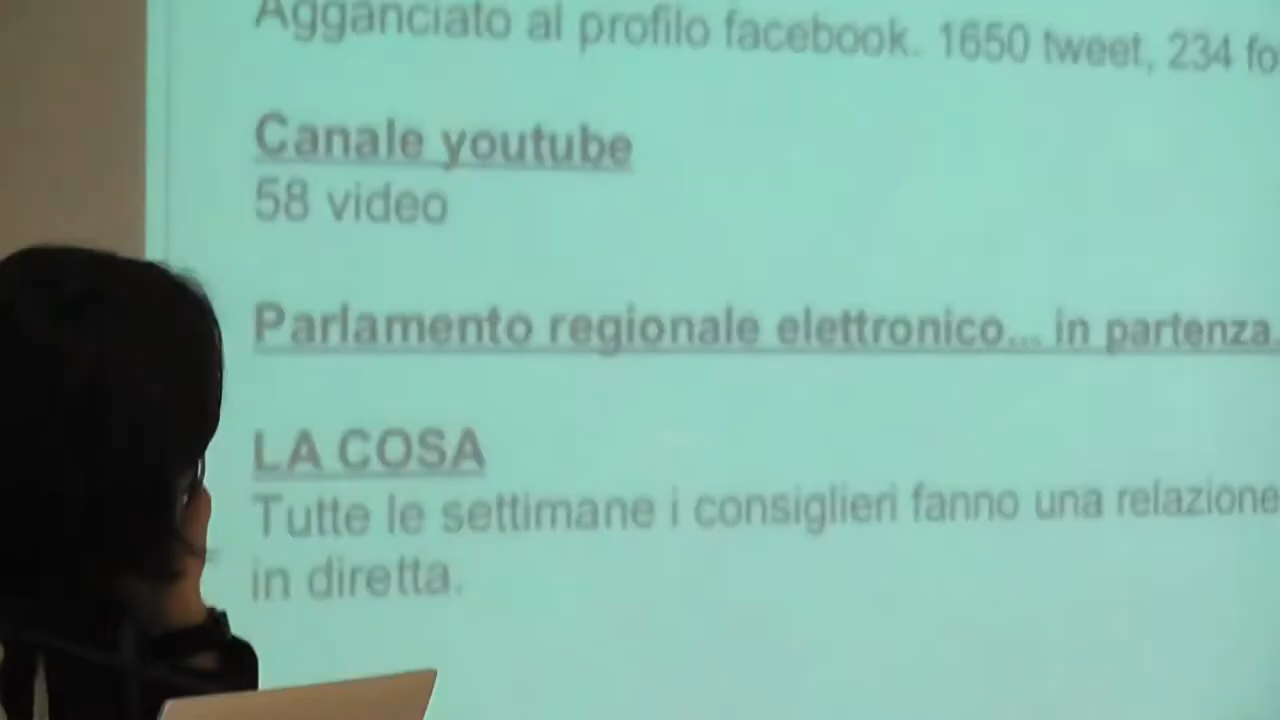 Agganciato al profilo facebook. 1650 tweet, 234 fo
Canale youtube
58 video
Parlamento regionale elettronico... in partenza
LA COSA
Tutte le settimane i consiglieri fanno una relazione
in diretta.